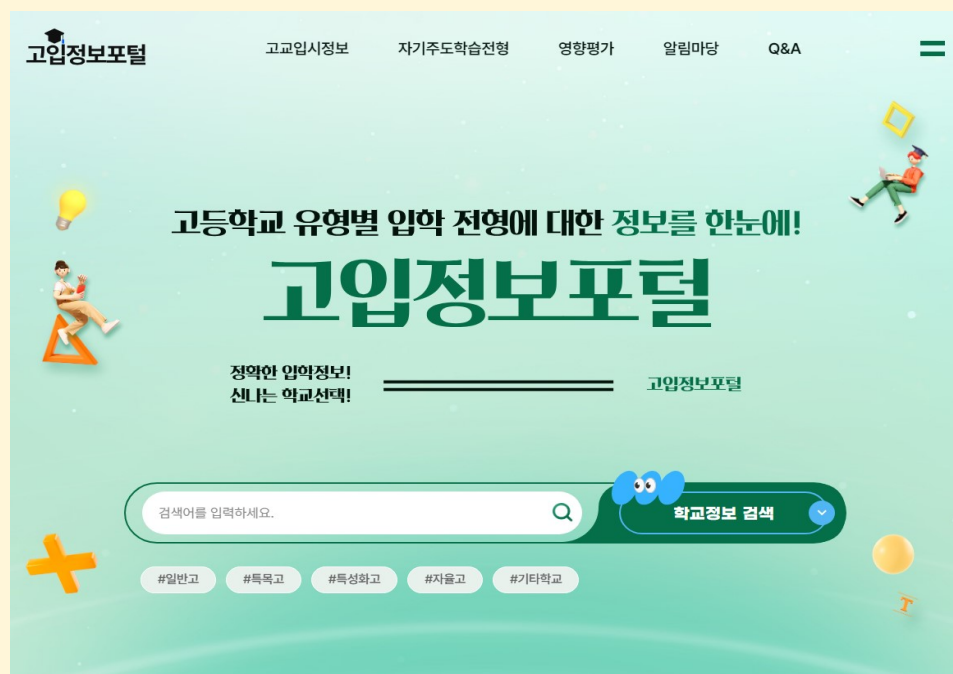 고입정보포털
고교입시정보 자기주도학습전형 영향평가 알림마당 Q&A
고등학교 유형별 입학 전형에 대한 정보를 한눈에!
고입정보포털
정확한 입학정보!
신나는 학교선택!
고입정보포털
검색어를 입력하세요.
학교정보 검색
#일반고 #특목고 #특성화고 #자율고 #기타학교
T